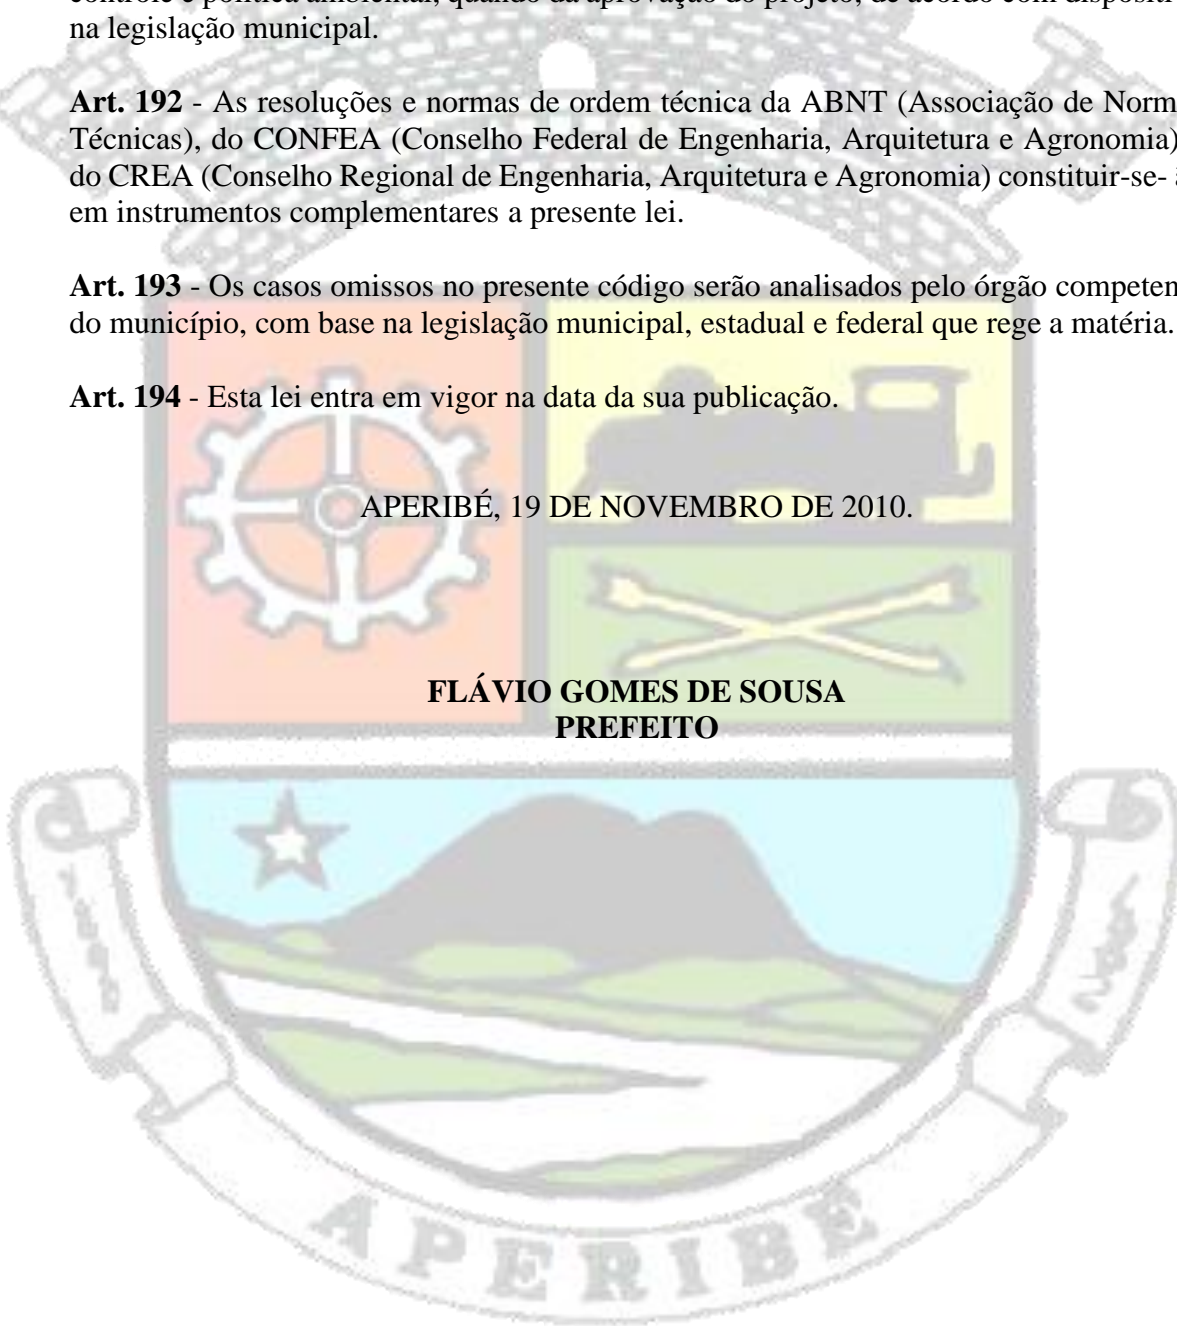 controle e política ambiental, quando da aprovação do projeto, de acordo com
na legislação municipal.
Art. 192 - As resoluções e normas de ordem técnica da ABNT (Associação de
Técnicas), do CONFEA (Conselho Federal de Engenharia, Arquitetura e Agronomia)
do CREA (Conselho Regional de Engenharia, Arquitetura e Agronomia) constituir-se-
em instrumentos complementares a presente lei.
Art. 193 - Os casos omissos no presente código serão analisados pelo órgão
do município, com base na legislação municipal, estadual e federal que rege a matéria.
Art. 194 - Esta lei entra em vigor na data da sua publicação.
APERIBÉ, 19 DE NOVEMBRO DE 2010.
FLÁVIO GOMES DE SOUSA
PREFEITO
APERIBÉ